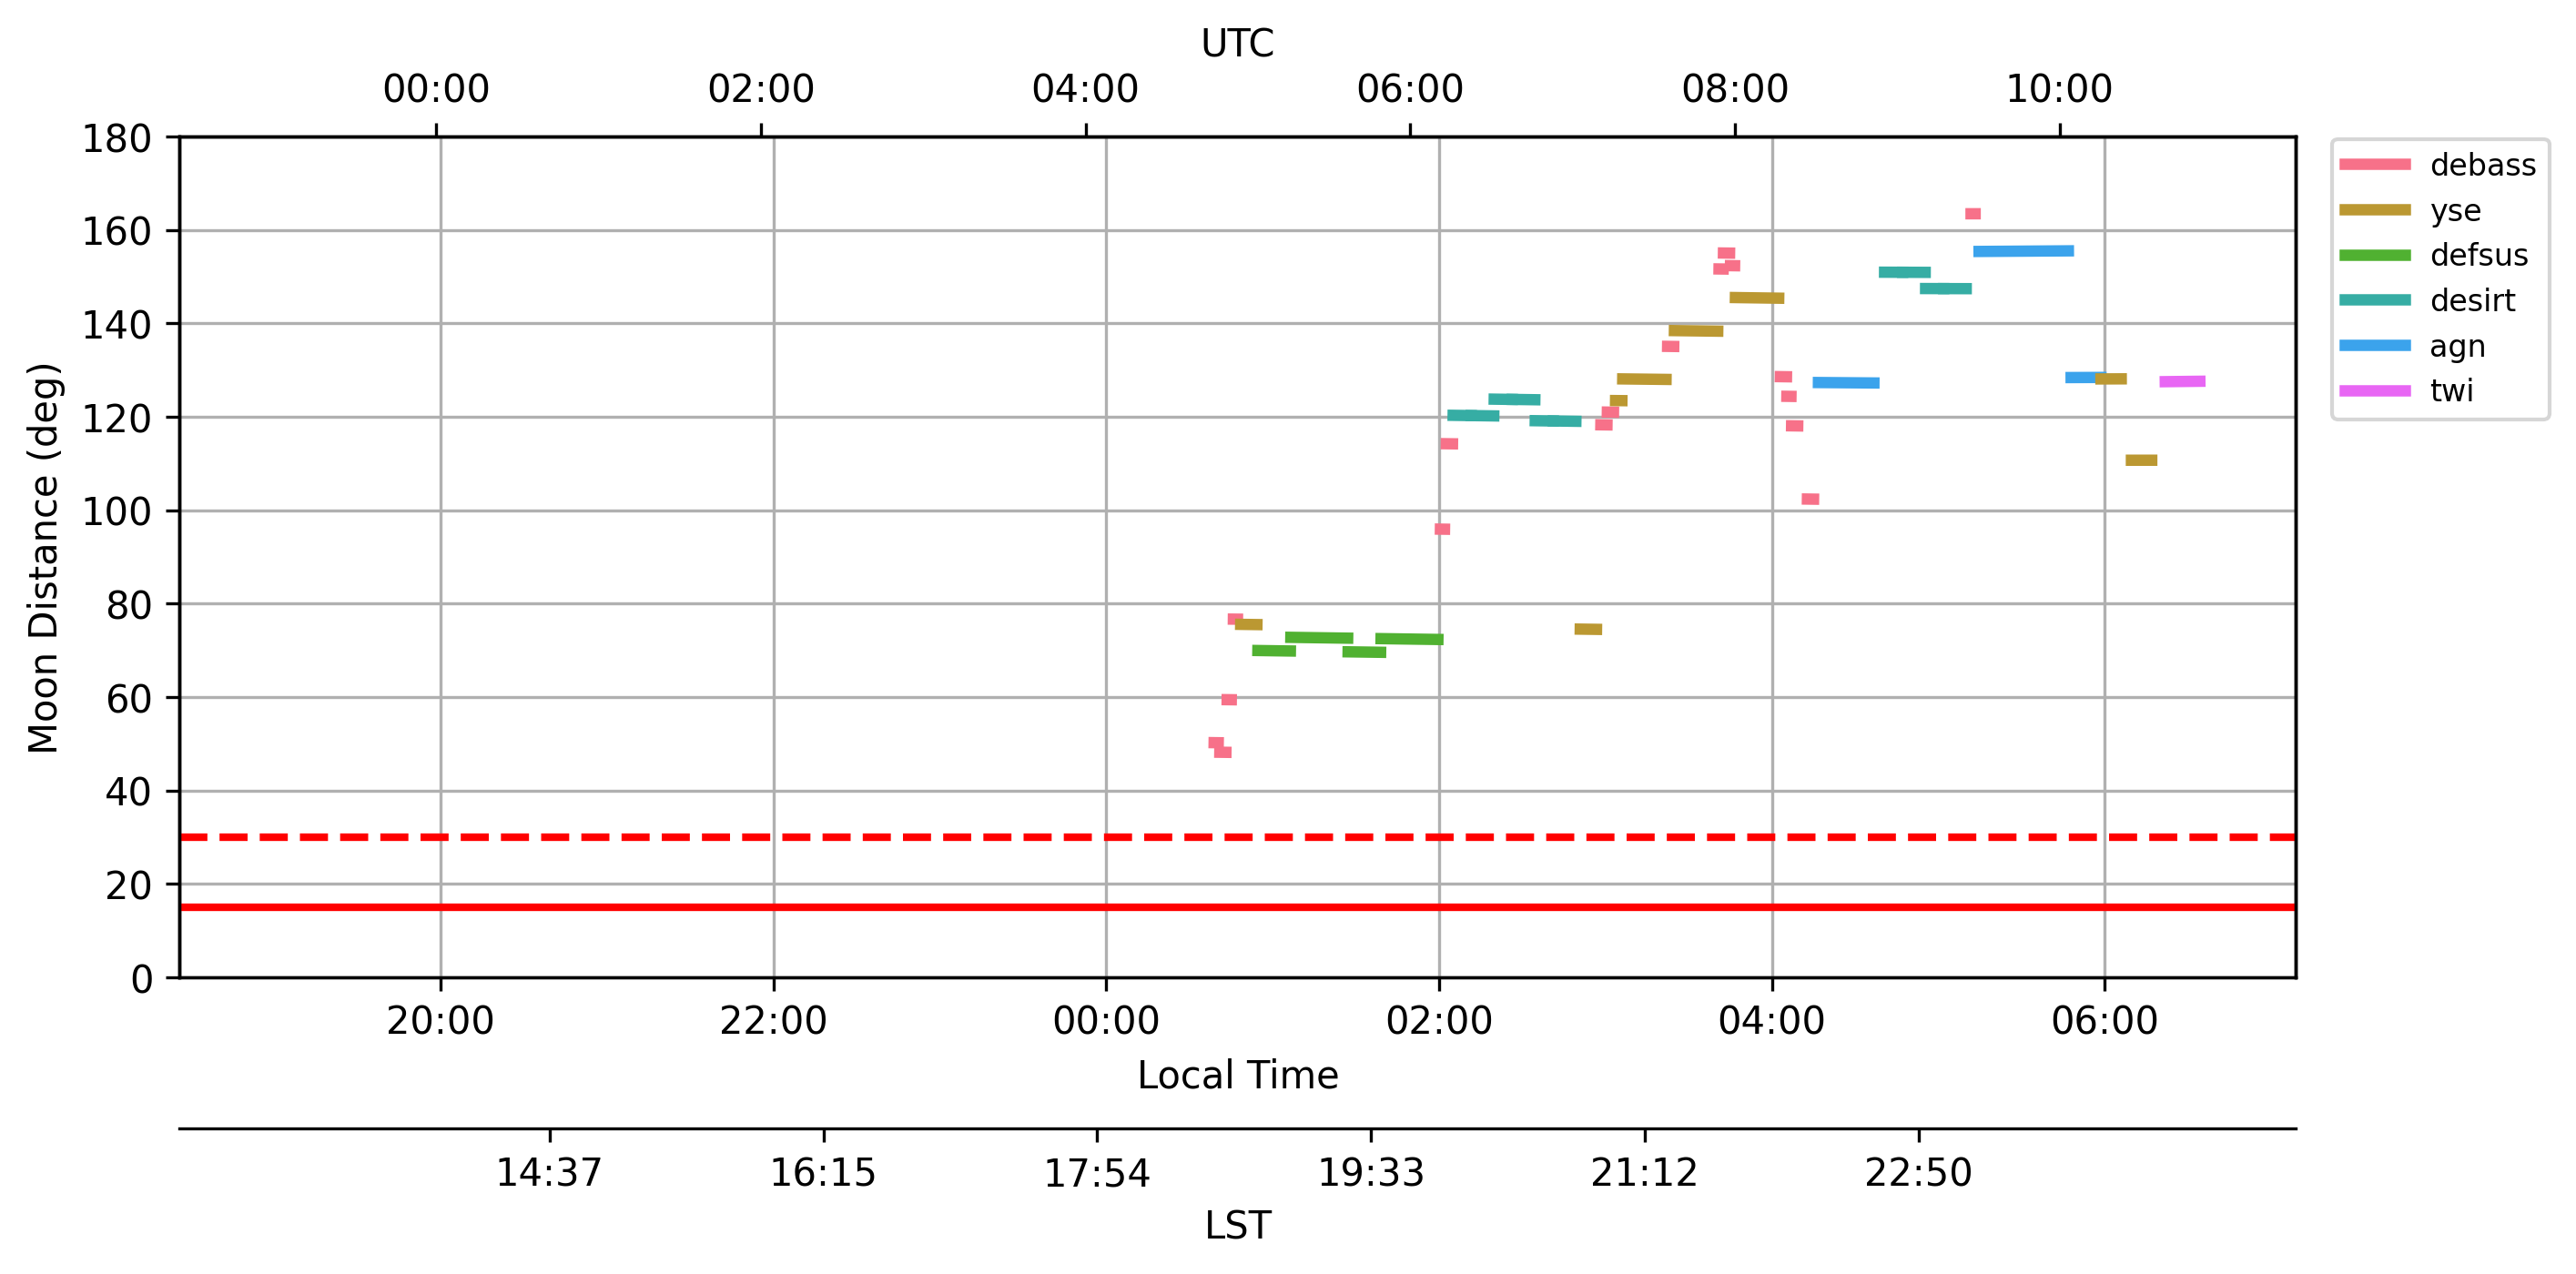 UTC
00:00 02:00 04:00 06:00 08:00 10:00
180
160
140
120
100
80
60
40
20
0
Moon Distance (deg)
debass
yse
defsus
desirt
agn
twi
20:00 22:00 00:00 02:00 04:00 06:00
Local Time
14:37 16:15 17:54 19:33 21:12 22:50
LST